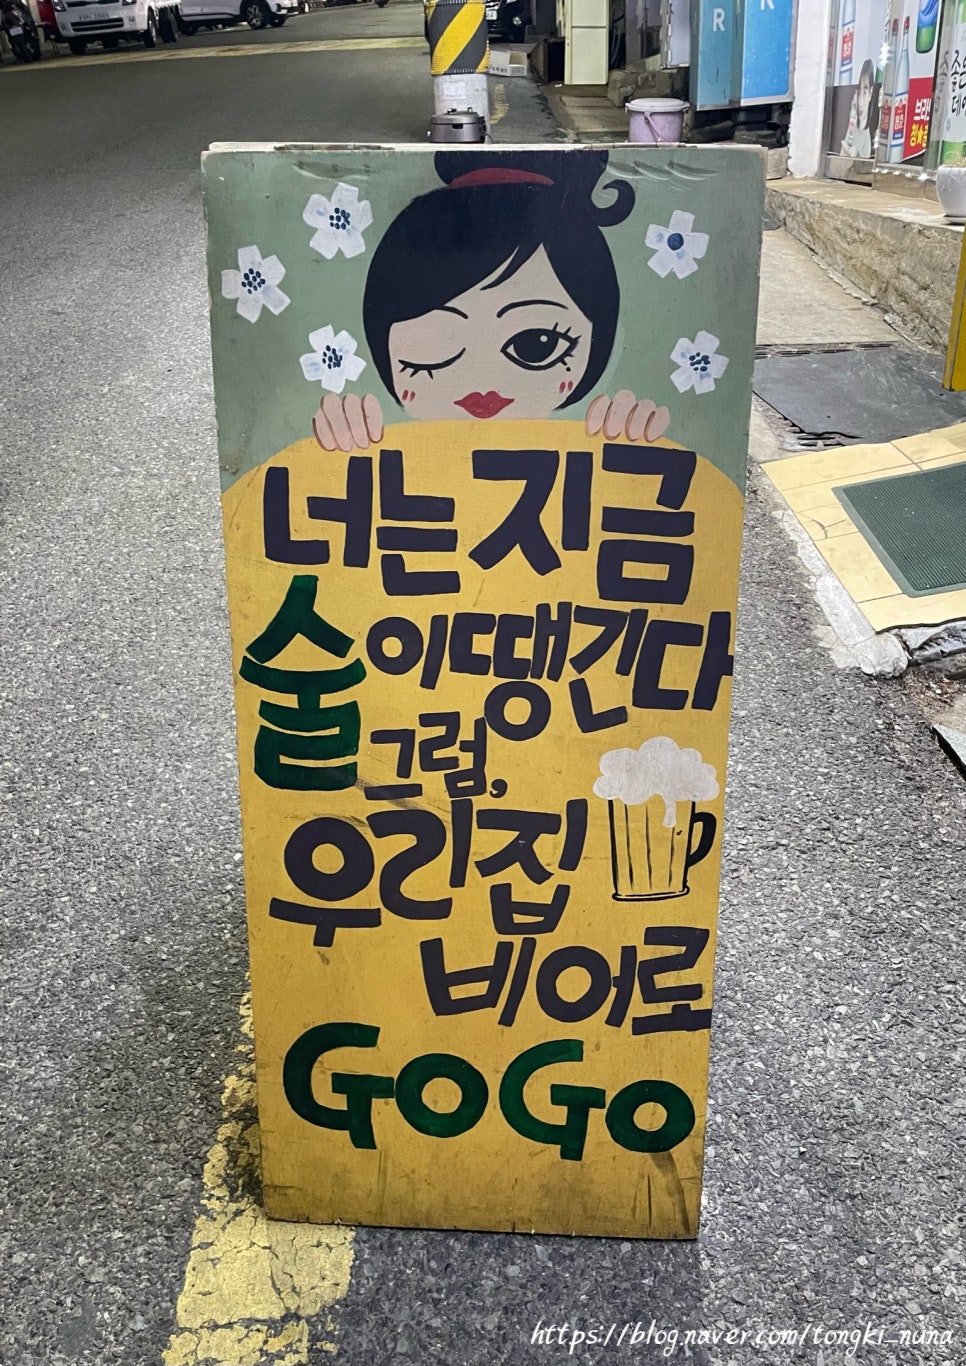 R
R
너는 지금
술이 땡긴다
그럼,
우리집
비어로
GoGo
https://blog.naver.com/tongki_nuna